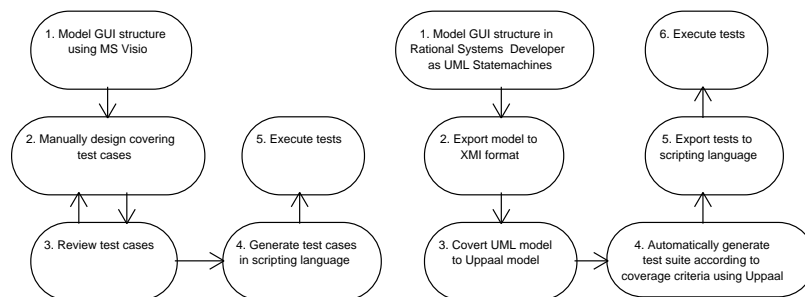 1. Model GUI structure
using MS Visio
2. Manually design covering
test cases
3. Review test cases
4. Generate test cases
in scripting language
5. Execute tests
1. Model GUI structure in
Rational Systems Developer
as UML Statemachines
2. Export model to
XMI format
3. Covert UML model
to Uppaal model
4. Automatically generate
test suite according to
coverage criteria using Uppaal
5. Export tests to
scripting language
6. Execute tests